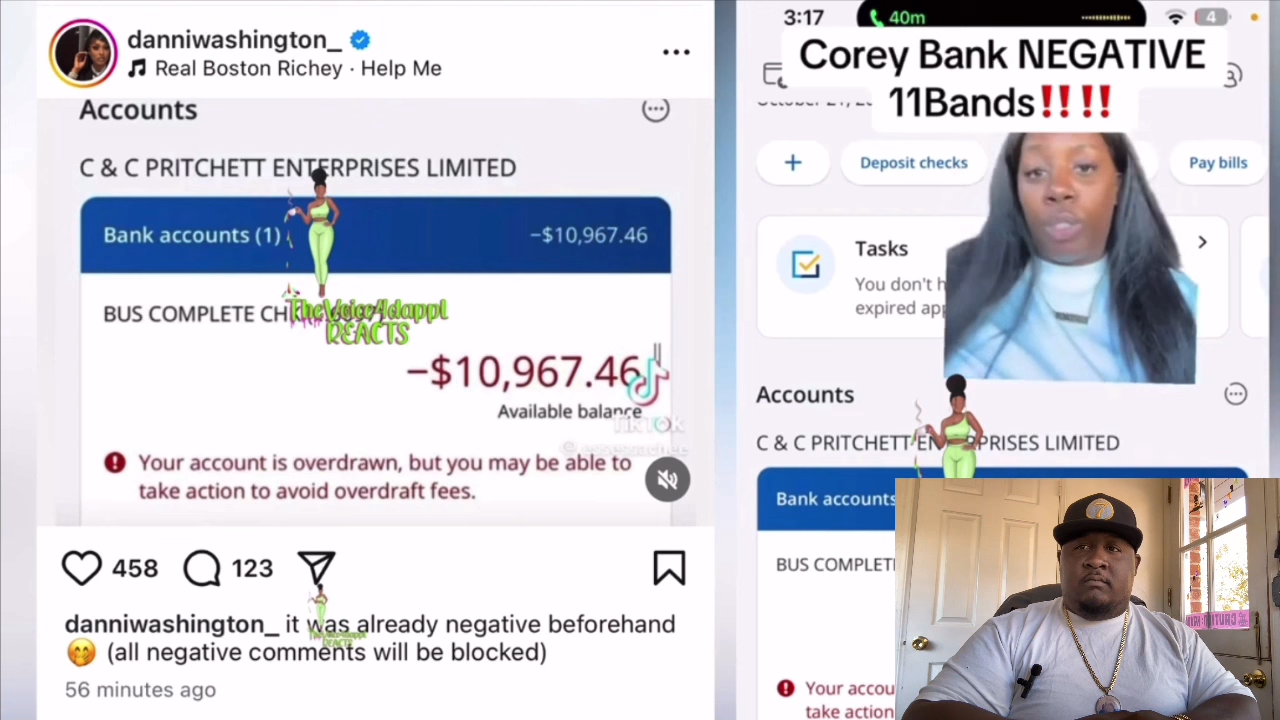 danniwashington_
Real Boston Richey · Help Me
Accounts
C & C PRITCHETT ENTERPRISES LIMITED
Bank accounts (1)
−$10,967.46
BUS COMPLETE
TheVoiceAdappl
REACTS
−$10,967.46
Available balance
TikTok
Your account is overdrawn, but you may be able to
take action to avoid overdraft fees.
458
123
danniwashington_ it was already negative beforehand
(all negative comments will be blocked)
56 minutes ago
3:17
40m
4
Corey Bank NEGATIVE
11Bands‼️‼️
Deposit checks
Pay bills
Tasks
You don't h
expired app
Accounts
C & C PRITCHETT ENTERPRISES LIMITED
Bank accounts
BUS COMPLET
Your accou
take action